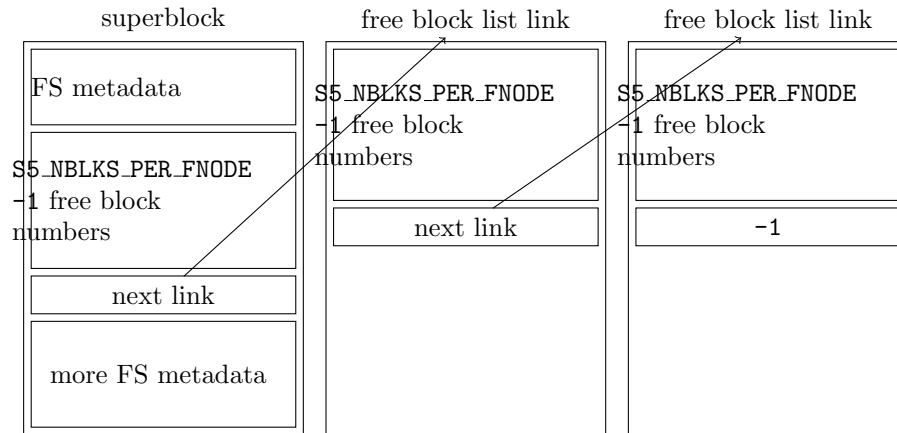 superblock
FS metadata
S5_NBLKS_PER_FNODE
-1 free block
numbers
next link
more FS metadata
free block list link
S5_NBLKS_PER_FNODE
-1 free block
numbers
next link
free block list link
S5_NBLKS_PER_FNODE
-1 free block
numbers
-1